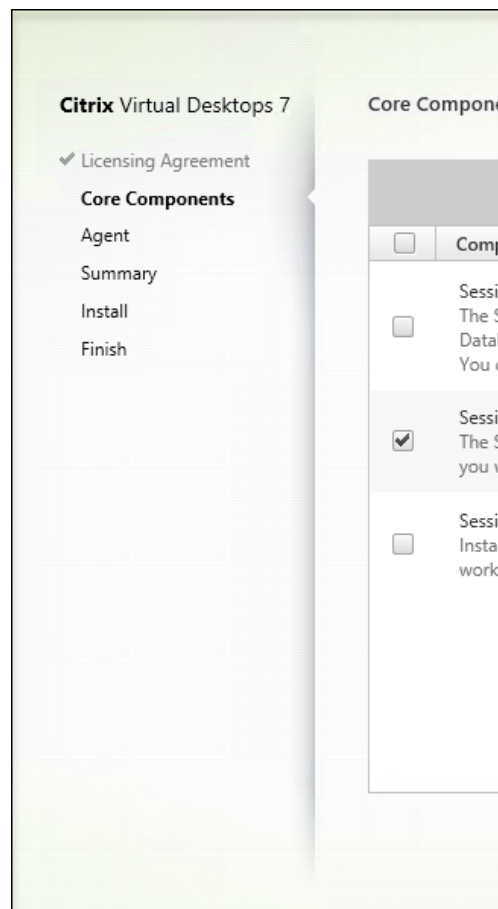 Citrix Virtual Desktops 7
Licensing Agreement
Core Components
Agent
Summary
Install
Finish
Core Compon
Comp
Sessi
The S
Data
You
Sessi
The S
you
Sessi
Insta
work